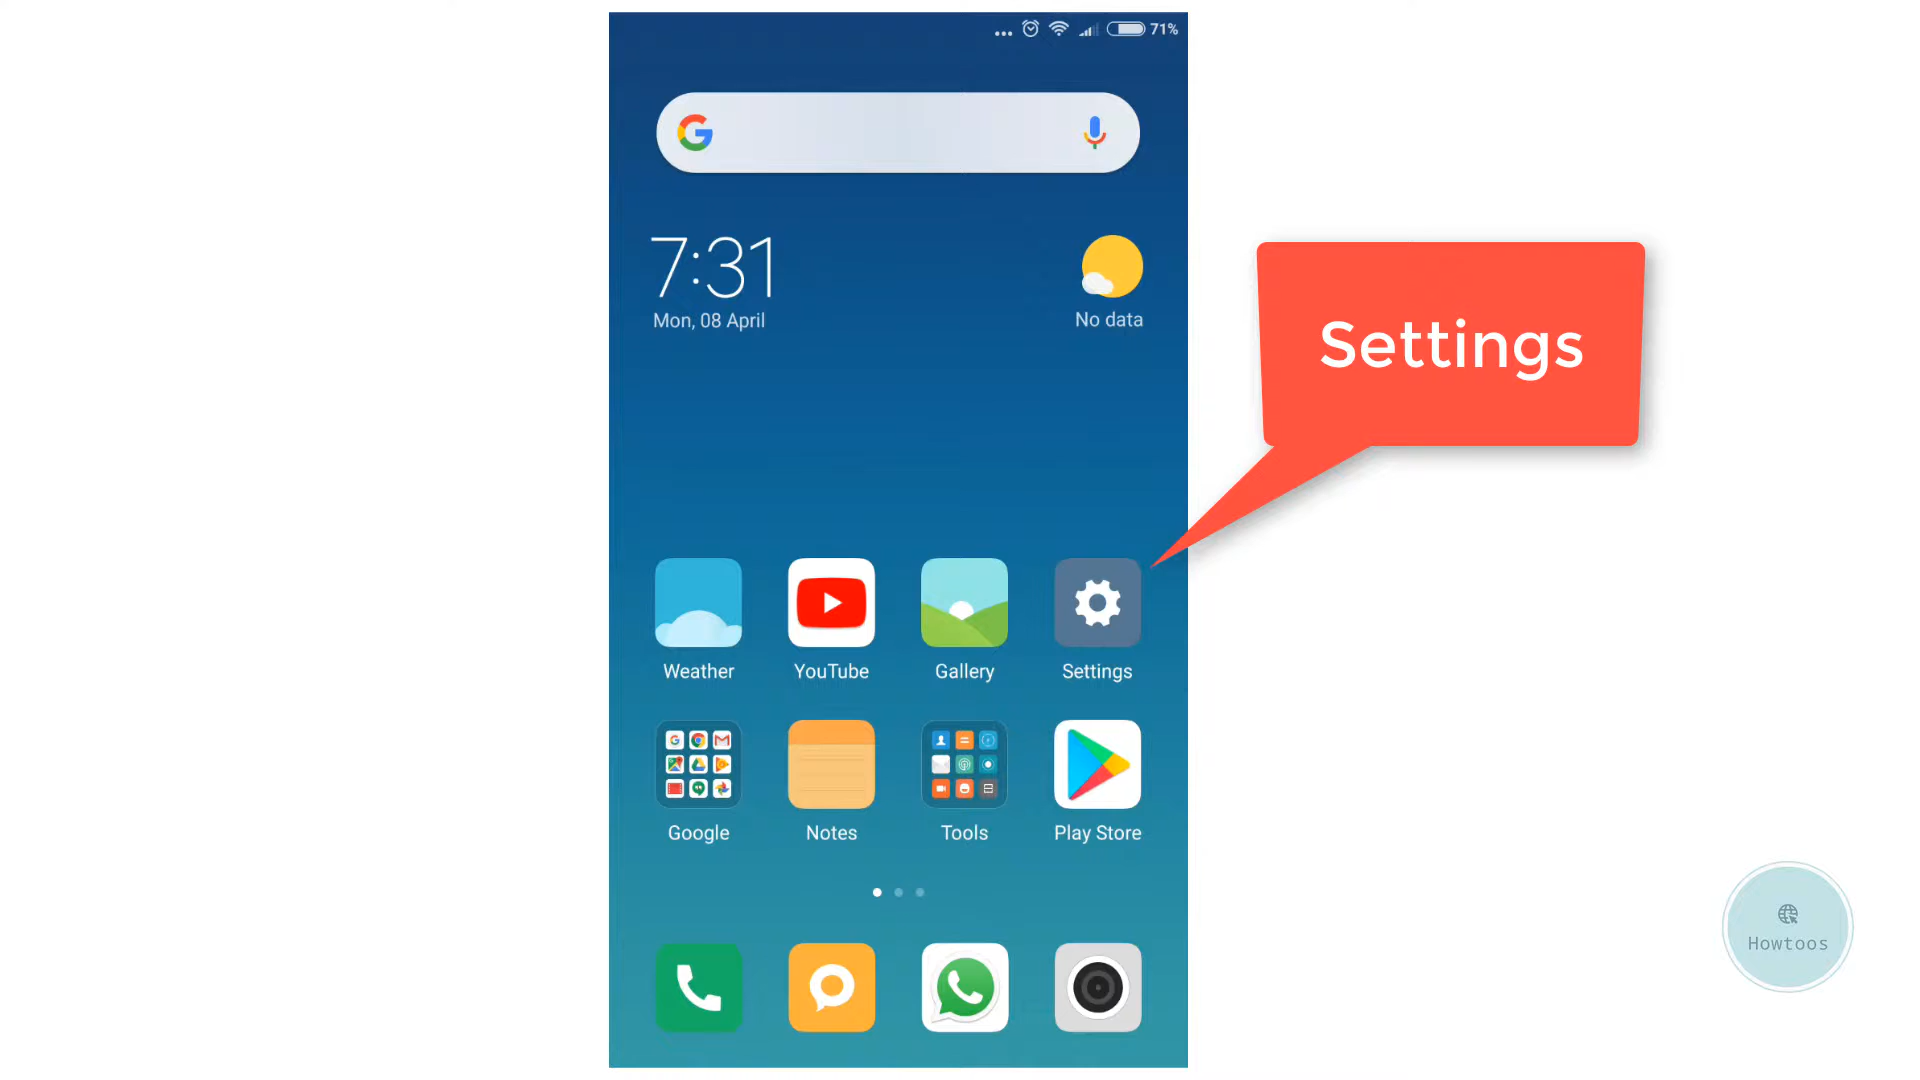 71%
7:31
Mon, 08 April
No data
Settings
Weather
YouTube
Gallery
Settings
Google
Notes
Tools
Play Store
Howtoos